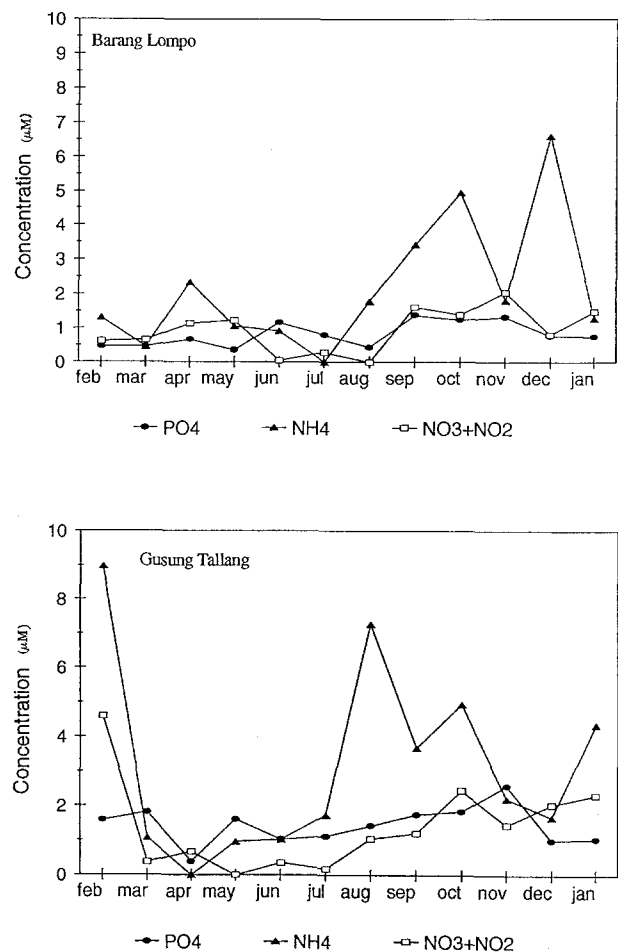 Barang Lompo
10
9
8
7
6
5
4
3
2
1
0
Concentration (µM)
feb mar apr may jun jul aug sep oct nov dec jan
PO4 NH4 NO3+NO2
Gusung Tallang
10
8
6
4
2
0
Concentration (µM)
feb mar apr may jun jul aug sep oct nov dec jan
PO4 NH4 NO3+NO2